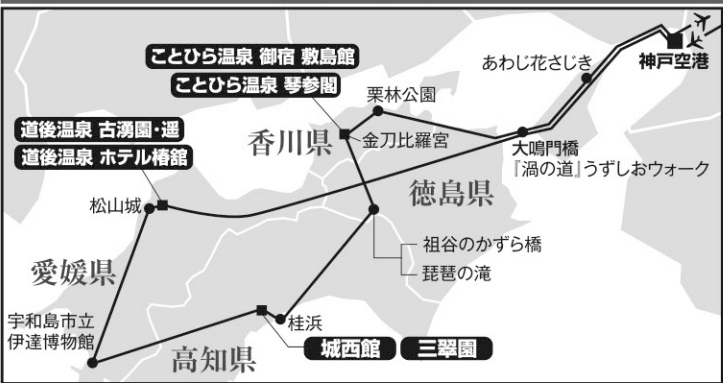 ことひら温泉 御宿 敷島館
ことひら温泉 琴参閣
あわじ花さじき
神戸空港
栗林公園
道後温泉 古湧園・遥
道後温泉 ホテル椿舘
香川県
金刀比羅宮
大鳴門橋
『渦の道』うずしおウォーク
松山城
徳島県
祖谷のかずら橋
琵琶の滝
愛媛県
宇和島市立
伊達博物館
桂浜
高知県
城西館
三翠園